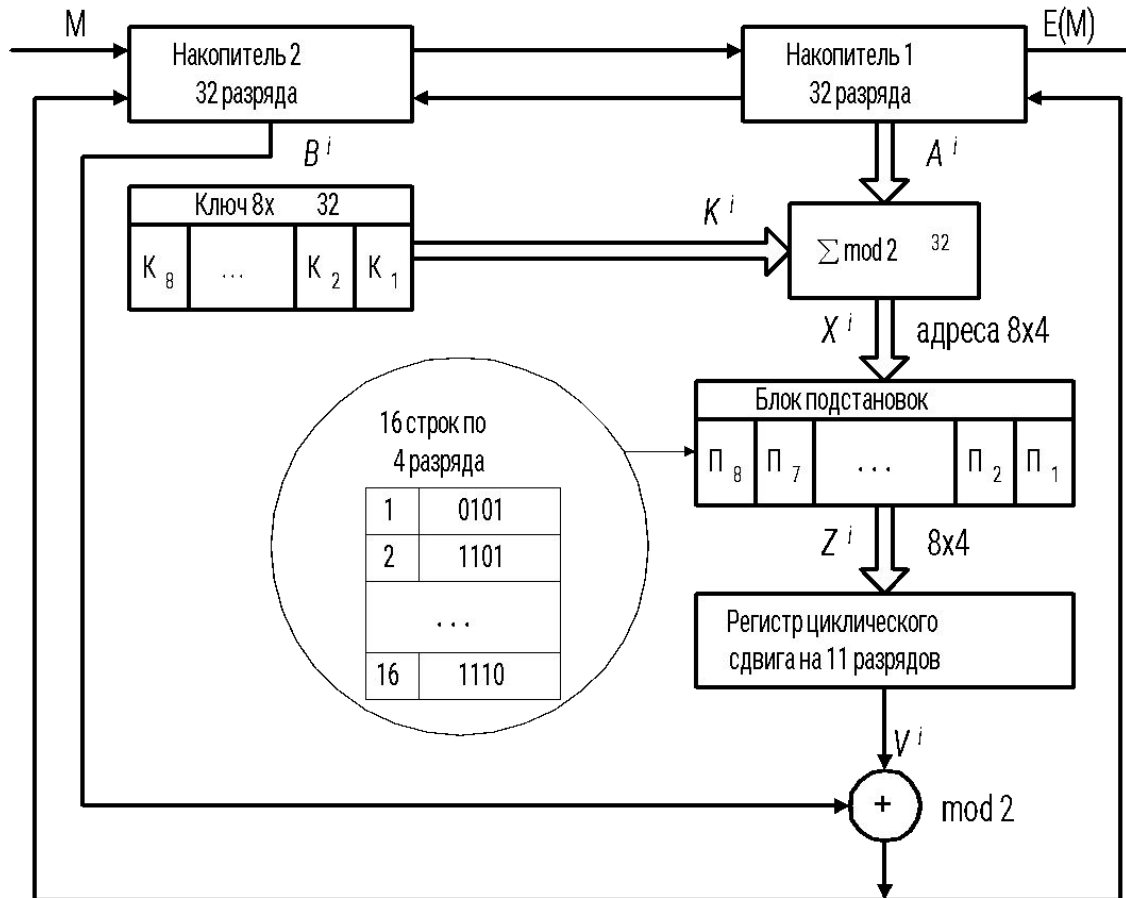 M
Накопитель 2
32 разряда
Накопитель 1
32 разряда
E(M)
B i
A i
Ключ 8х 32
К 8 ... К 2 К 1
K i
∑ mod 2 32
X i адреса 8х4
Блок подстановок
П 8 П 7 ... П 2 П 1
16 строк по
4 разряда
1 0101
2 1101
...
16 1110
Z i 8х4
Регистр циклического
сдвига на 11 разрядов
V i
+ mod 2